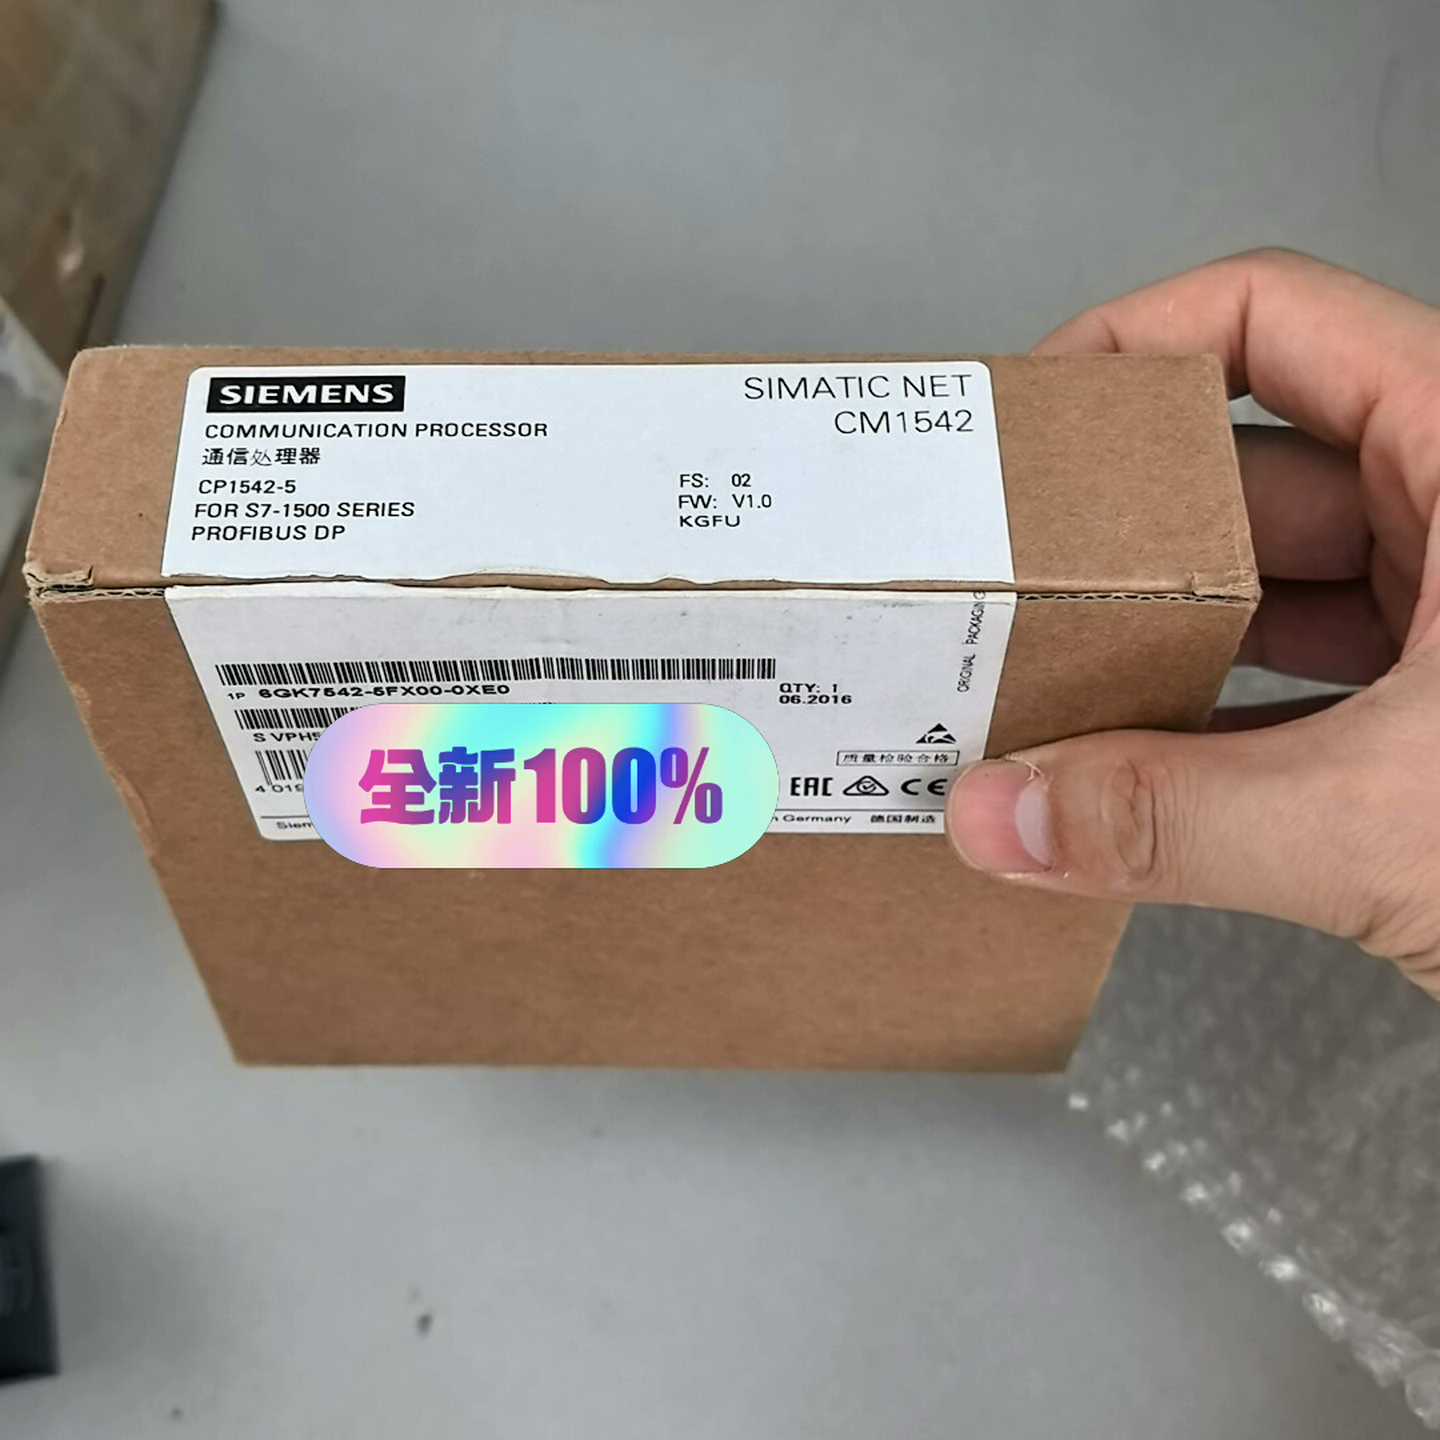 SIEMENS
SIMATIC NET
CM1542
COMMUNICATION PROCESSOR
通信处理器
CP1542-5
FOR S7-1500 SERIES
PROFIBUS DP
FS: 02
FW: V1.0
KGFU
ORIGINAL PACKAGING
1P 6GK7542-5FX00-0XE0
QTY: 1
06.2016
S VPH
质量检验合格
EAC CE
Germany 德国制造
全新100%